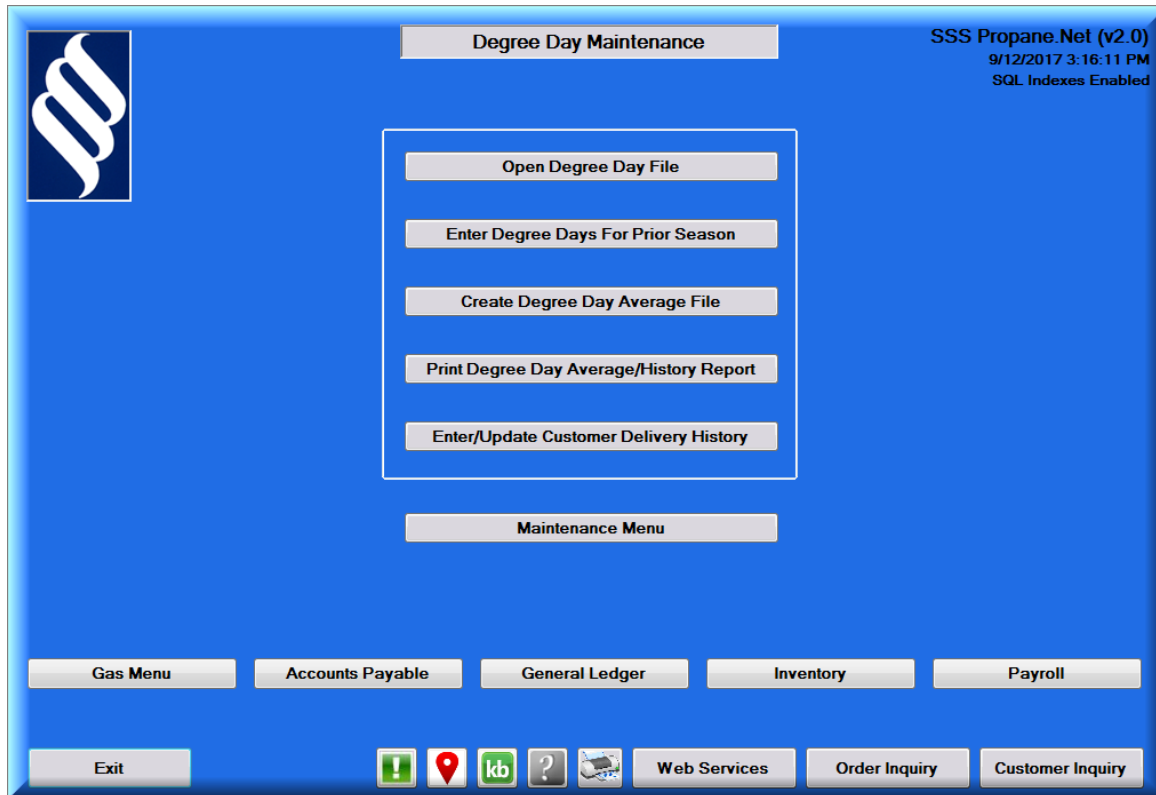 Degree Day Maintenance
SSS Propane.Net (v2.0)
9/12/2017 3:16:11 PM
SQL Indexes Enabled
Open Degree Day File
Enter Degree Days For Prior Season
Create Degree Day Average File
Print Degree Day Average/History Report
Enter/Update Customer Delivery History
Maintenance Menu
Gas Menu
Accounts Payable
General Ledger
Inventory
Payroll
Exit
!
kb
?
Web Services
Order Inquiry
Customer Inquiry